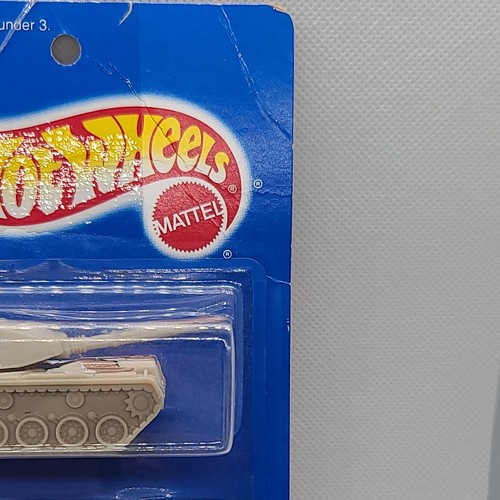 under 3.
HOT WHEELS ®
MATTEL ®
®